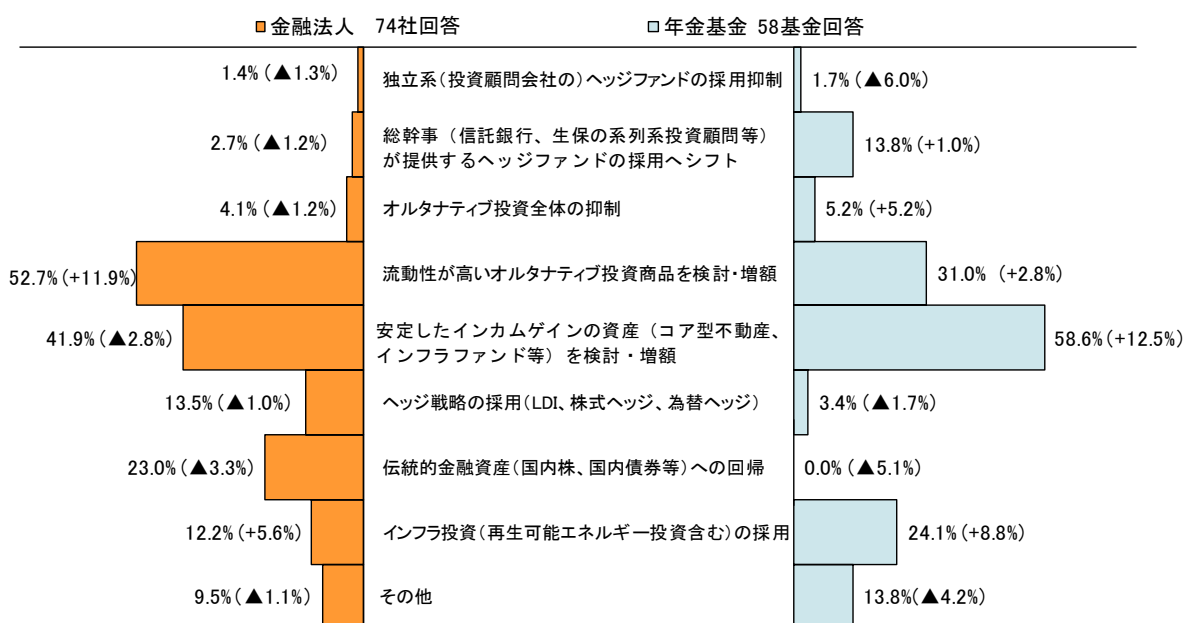 ■金融法人 74社回答 ■年金基金 58基金回答
1.4%(▲1.3%) 独立系(投資顧問会社の)ヘッジファンドの採用抑制 1.7%(▲6.0%)
総幹事(信託銀行、生保の系列系投資顧問等)
2.7%(▲1.2%) が提供するヘッジファンドの採用へシフト 13.8%(+1.0%)
4.1%(▲1.2%) オルタナティブ投資全体の抑制 5.2%(+5.2%)
52.7%(+11.9%) 流動性が高いオルタナティブ投資商品を検討・増額 31.0% (+2.8%)
安定したインカムゲインの資産(コア型不動産、
41.9%(▲2.8%) インフラファンド等)を検討・増額 58.6%(+12.5%)
13.5%(▲1.0%) ヘッジ戦略の採用(LDI、株式ヘッジ、為替ヘッジ) 3.4%(▲1.7%)
23.0%(▲3.3%) 伝統的金融資産(国内株、国内債券等)への回帰 0.0%(▲5.1%)
12.2%(+5.6%) インフラ投資(再生可能エネルギー投資含む)の採用 24.1%(+8.8%)
9.5%(▲1.1%) その他 13.8%(▲4.2%)